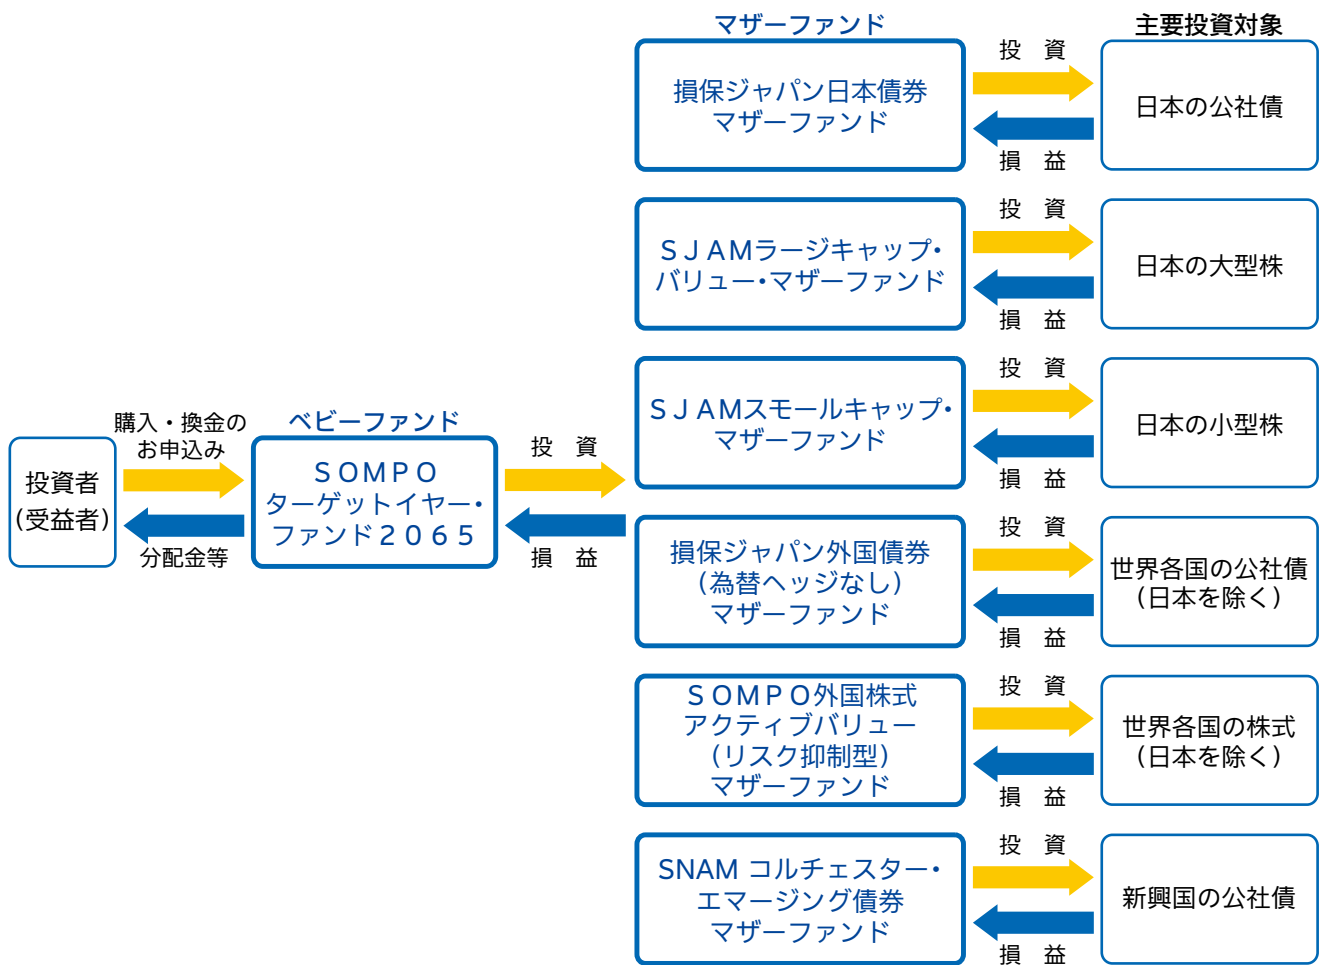 マザーファンド
主要投資対象
損保ジャパン日本債券
マザーファンド
投　資
損　益
日本の公社債
ＳＪＡＭラージキャップ・
バリュー・マザーファンド
投　資
損　益
日本の大型株
ＳＪＡＭスモールキャップ・
マザーファンド
投　資
損　益
日本の小型株
投資者
(受益者)
購入・換金の
お申込み
分配金等
ベビーファンド
ＳＯＭＰＯ
ターゲットイヤー・
ファンド２０６５
投　資
損　益
損保ジャパン外国債券
（為替ヘッジなし）
マザーファンド
投　資
損　益
世界各国の公社債
（日本を除く）
ＳＯＭＰＯ外国株式
アクティブバリュー
（リスク抑制型）
マザーファンド
投　資
損　益
世界各国の株式
（日本を除く）
SNAM コルチェスター・
エマージング債券
マザーファンド
投　資
損　益
新興国の公社債